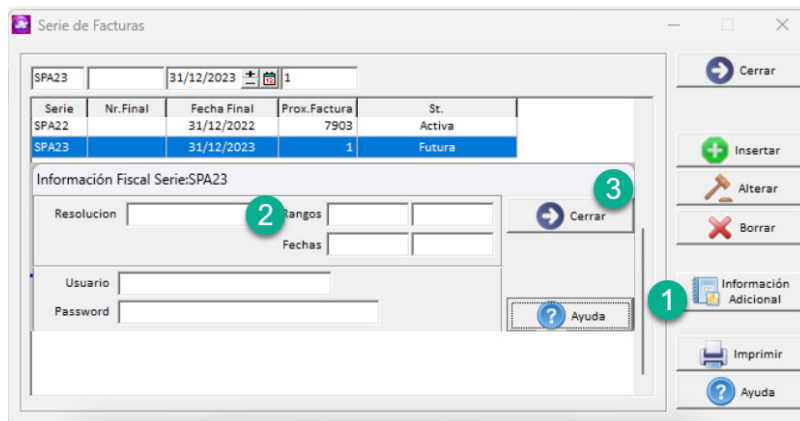 Serie de Facturas
SPA23 31/12/2023 1
Serie Nr.Final Fecha Final Prox.Factura St.
SPA22 31/12/2022 7903 Activa
SPA23 31/12/2023 1 Futura
Información Fiscal Serie:SPA23
Resolucion 2 Rangos
Fechas
3
Cerrar
Usuario
Password
Ayuda
Cerrar
Insertar
Alterar
Borrar
1
Información
Adicional
Imprimir
Ayuda